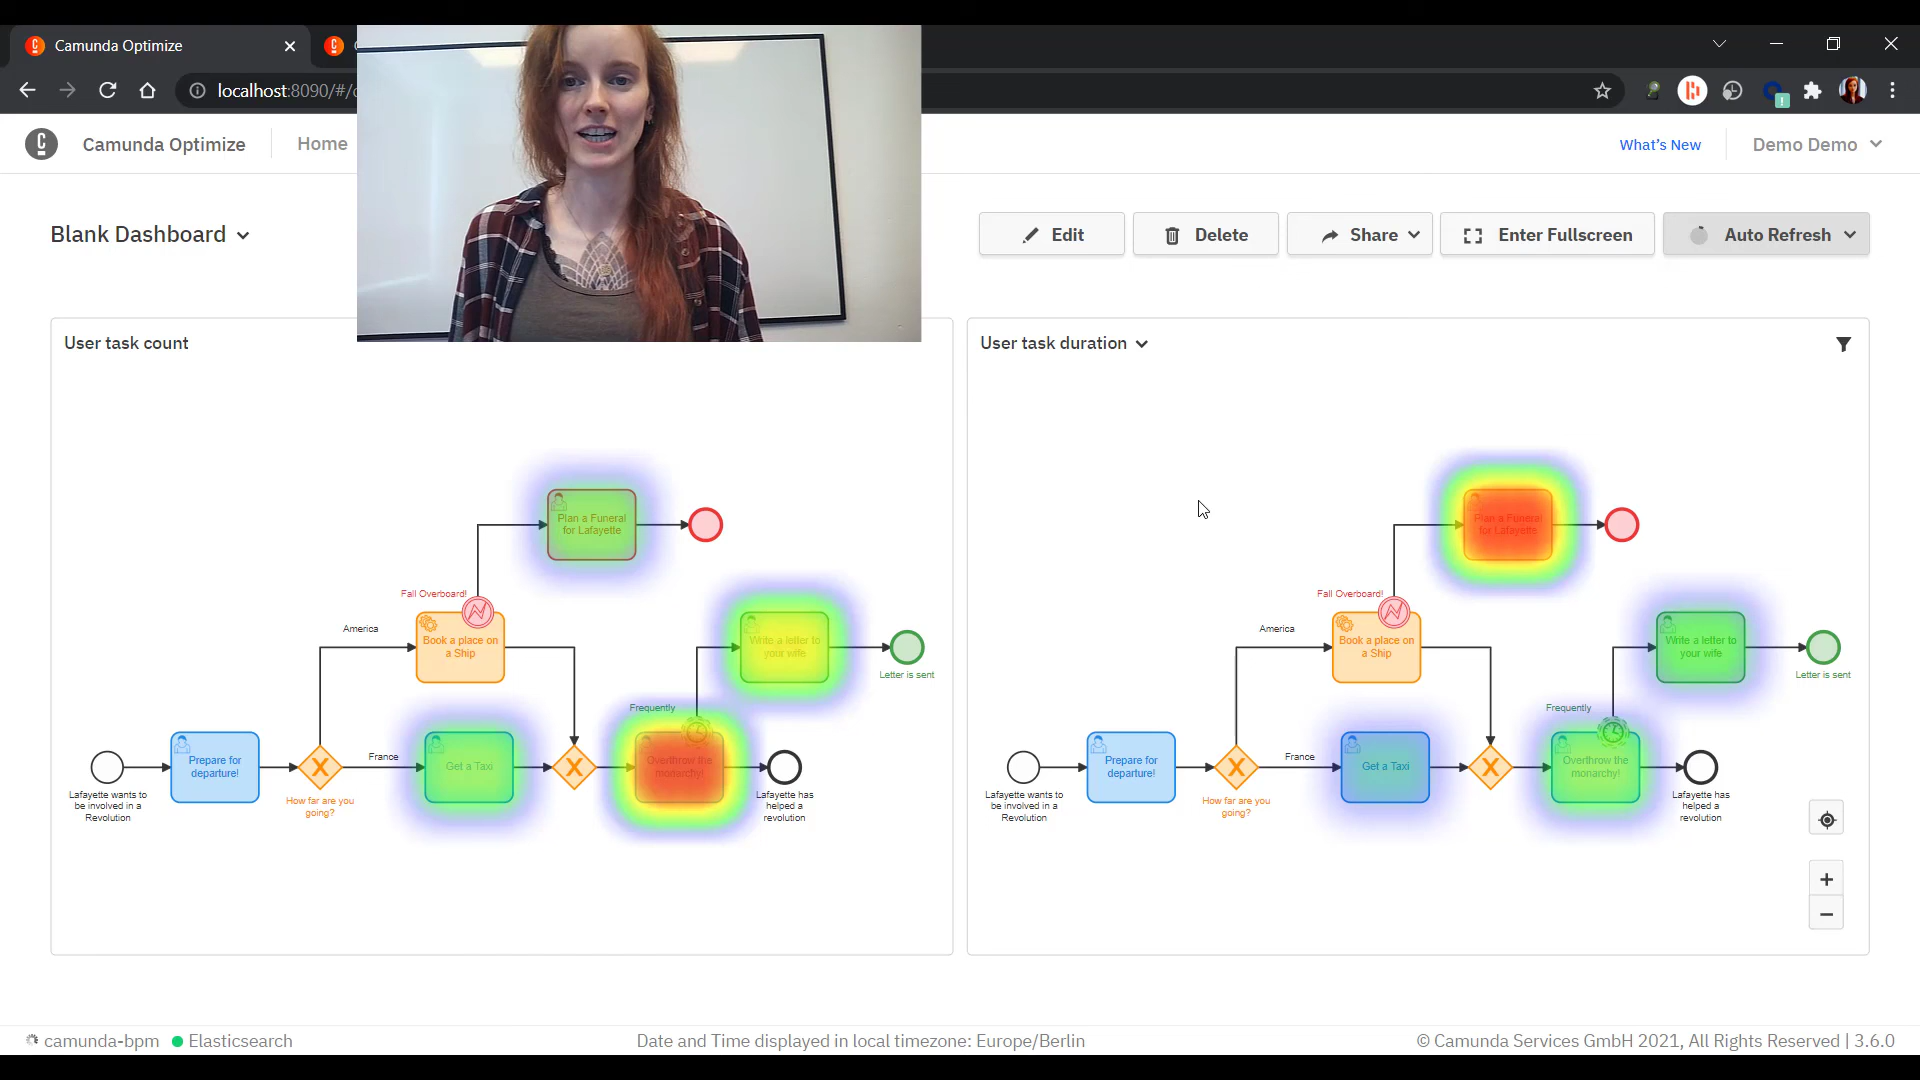 Camunda Optimize
localhost:8090/#/
Camunda Optimize
Home
What's New
Demo Demo
Blank Dashboard
Edit
Delete
Share
Enter Fullscreen
Auto Refresh
User task count
Plan a Funeral
for Lafayette
Fall Overboard!
America
Book a place on
a Ship
Write a letter to
your wife
Letter is sent
Frequently
Prepare for
departure!
France
Get a Taxi
Overthrow the
monarchy!
Lafayette wants to
be involved in a
Revolution
How far are you
going?
Lafayette has
helped a
revolution
User task duration
Plan a Funeral
for Lafayette
Fall Overboard!
America
Book a place on
a Ship
Write a letter to
your wife
Letter is sent
Frequently
Prepare for
departure!
France
Get a Taxi
Overthrow the
monarchy!
Lafayette wants to
be involved in a
Revolution
How far are you
going?
Lafayette has
helped a
revolution
camunda-bpm
Elasticsearch
Date and Time displayed in local timezone: Europe/Berlin
© Camunda Services GmbH 2021, All Rights Reserved | 3.6.0